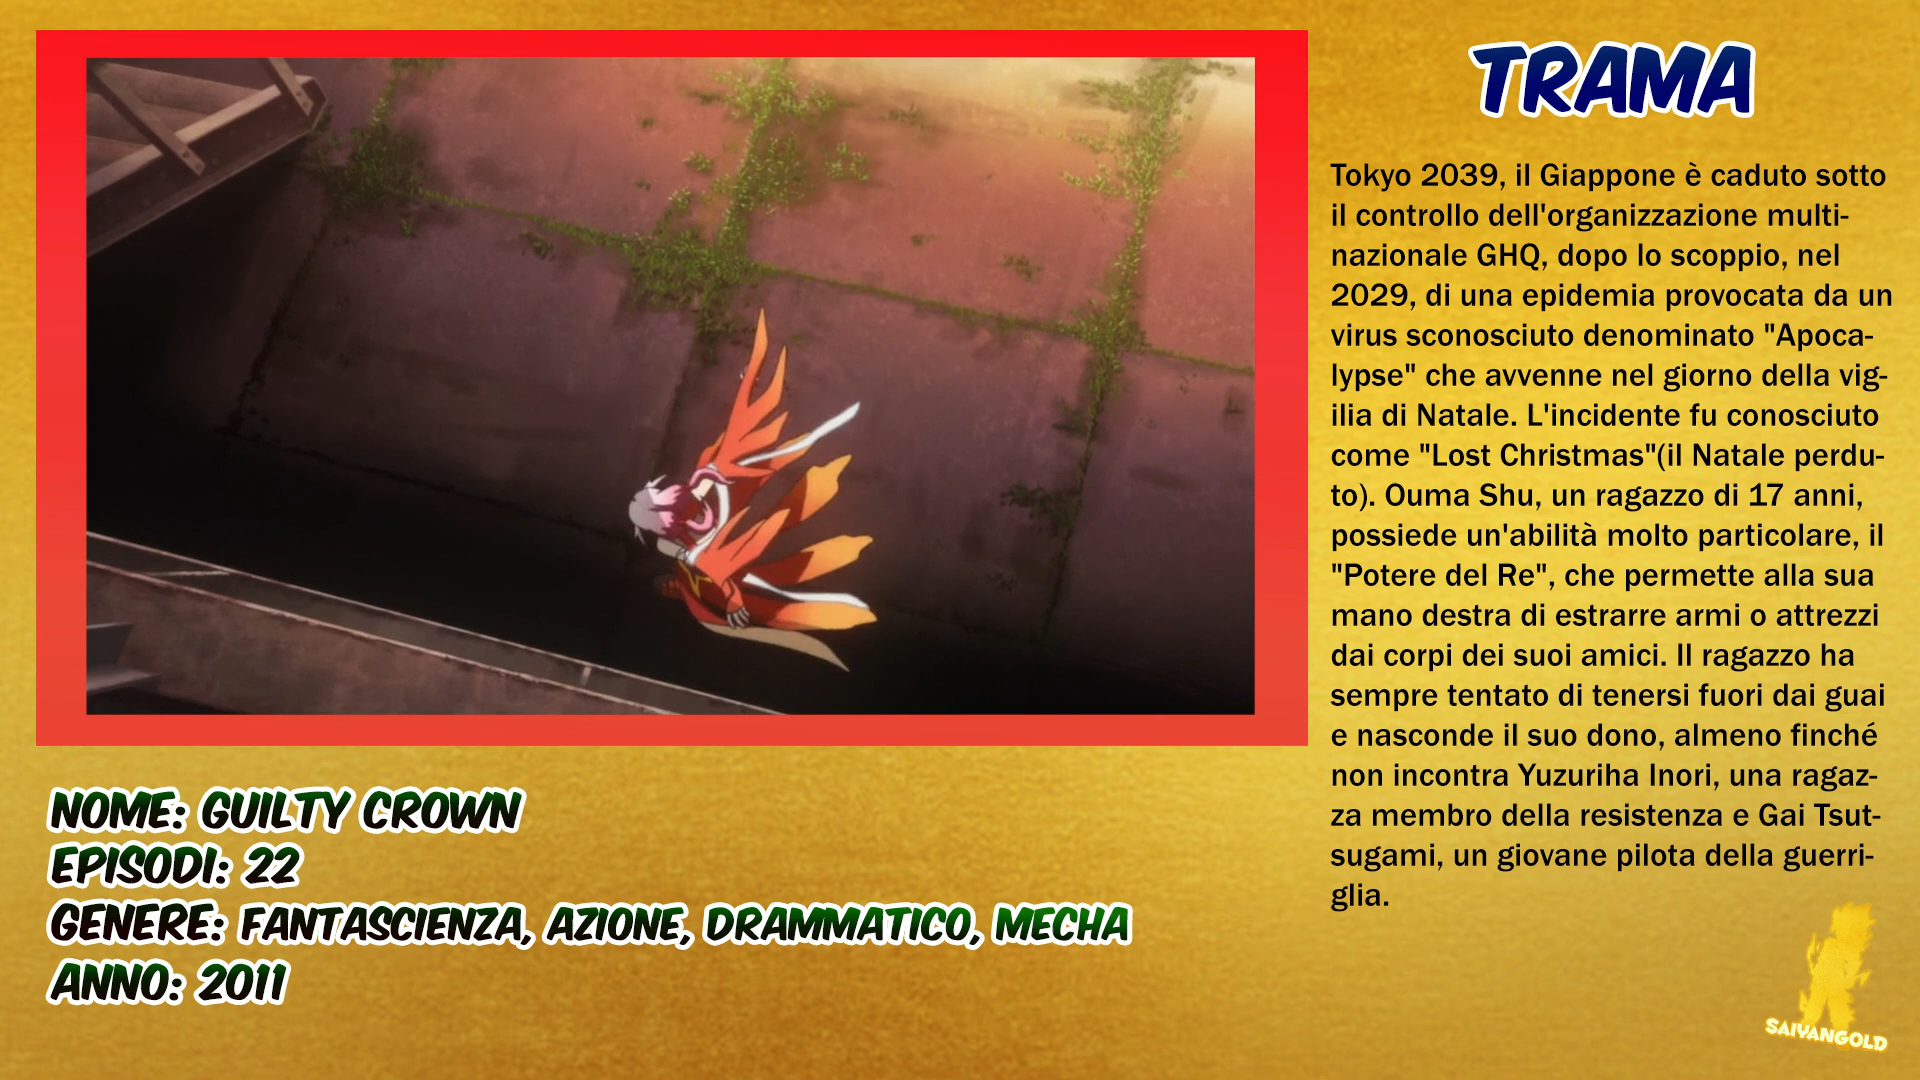 TRAMA
Tokyo 2039, il Giappone è caduto sotto
il controllo dell'organizzazione multi-
nazionale GHQ, dopo lo scoppio, nel
2029, di una epidemia provocata da un
virus sconosciuto denominato "Apoca-
lypse" che avvenne nel giorno della vig-
ilia di Natale. L'incidente fu conosciuto
come "Lost Christmas"(il Natale perdu-
to). Ouma Shu, un ragazzo di 17 anni,
possiede un'abilità molto particolare, il
"Potere del Re", che permette alla sua
mano destra di estrarre armi o attrezzi
dai corpi dei suoi amici. Il ragazzo ha
sempre tentato di tenersi fuori dai guai
e nasconde il suo dono, almeno finché
non incontra Yuzuriha Inori, una ragaz-
za membro della resistenza e Gai Tsut-
sugami, un giovane pilota della guerri-
glia.
NOME: GUILTY CROWN
EPISODI: 22
GENERE: FANTASCIENZA, AZIONE, DRAMMATICO, MECHA
ANNO: 2011
SAIYANGOLD